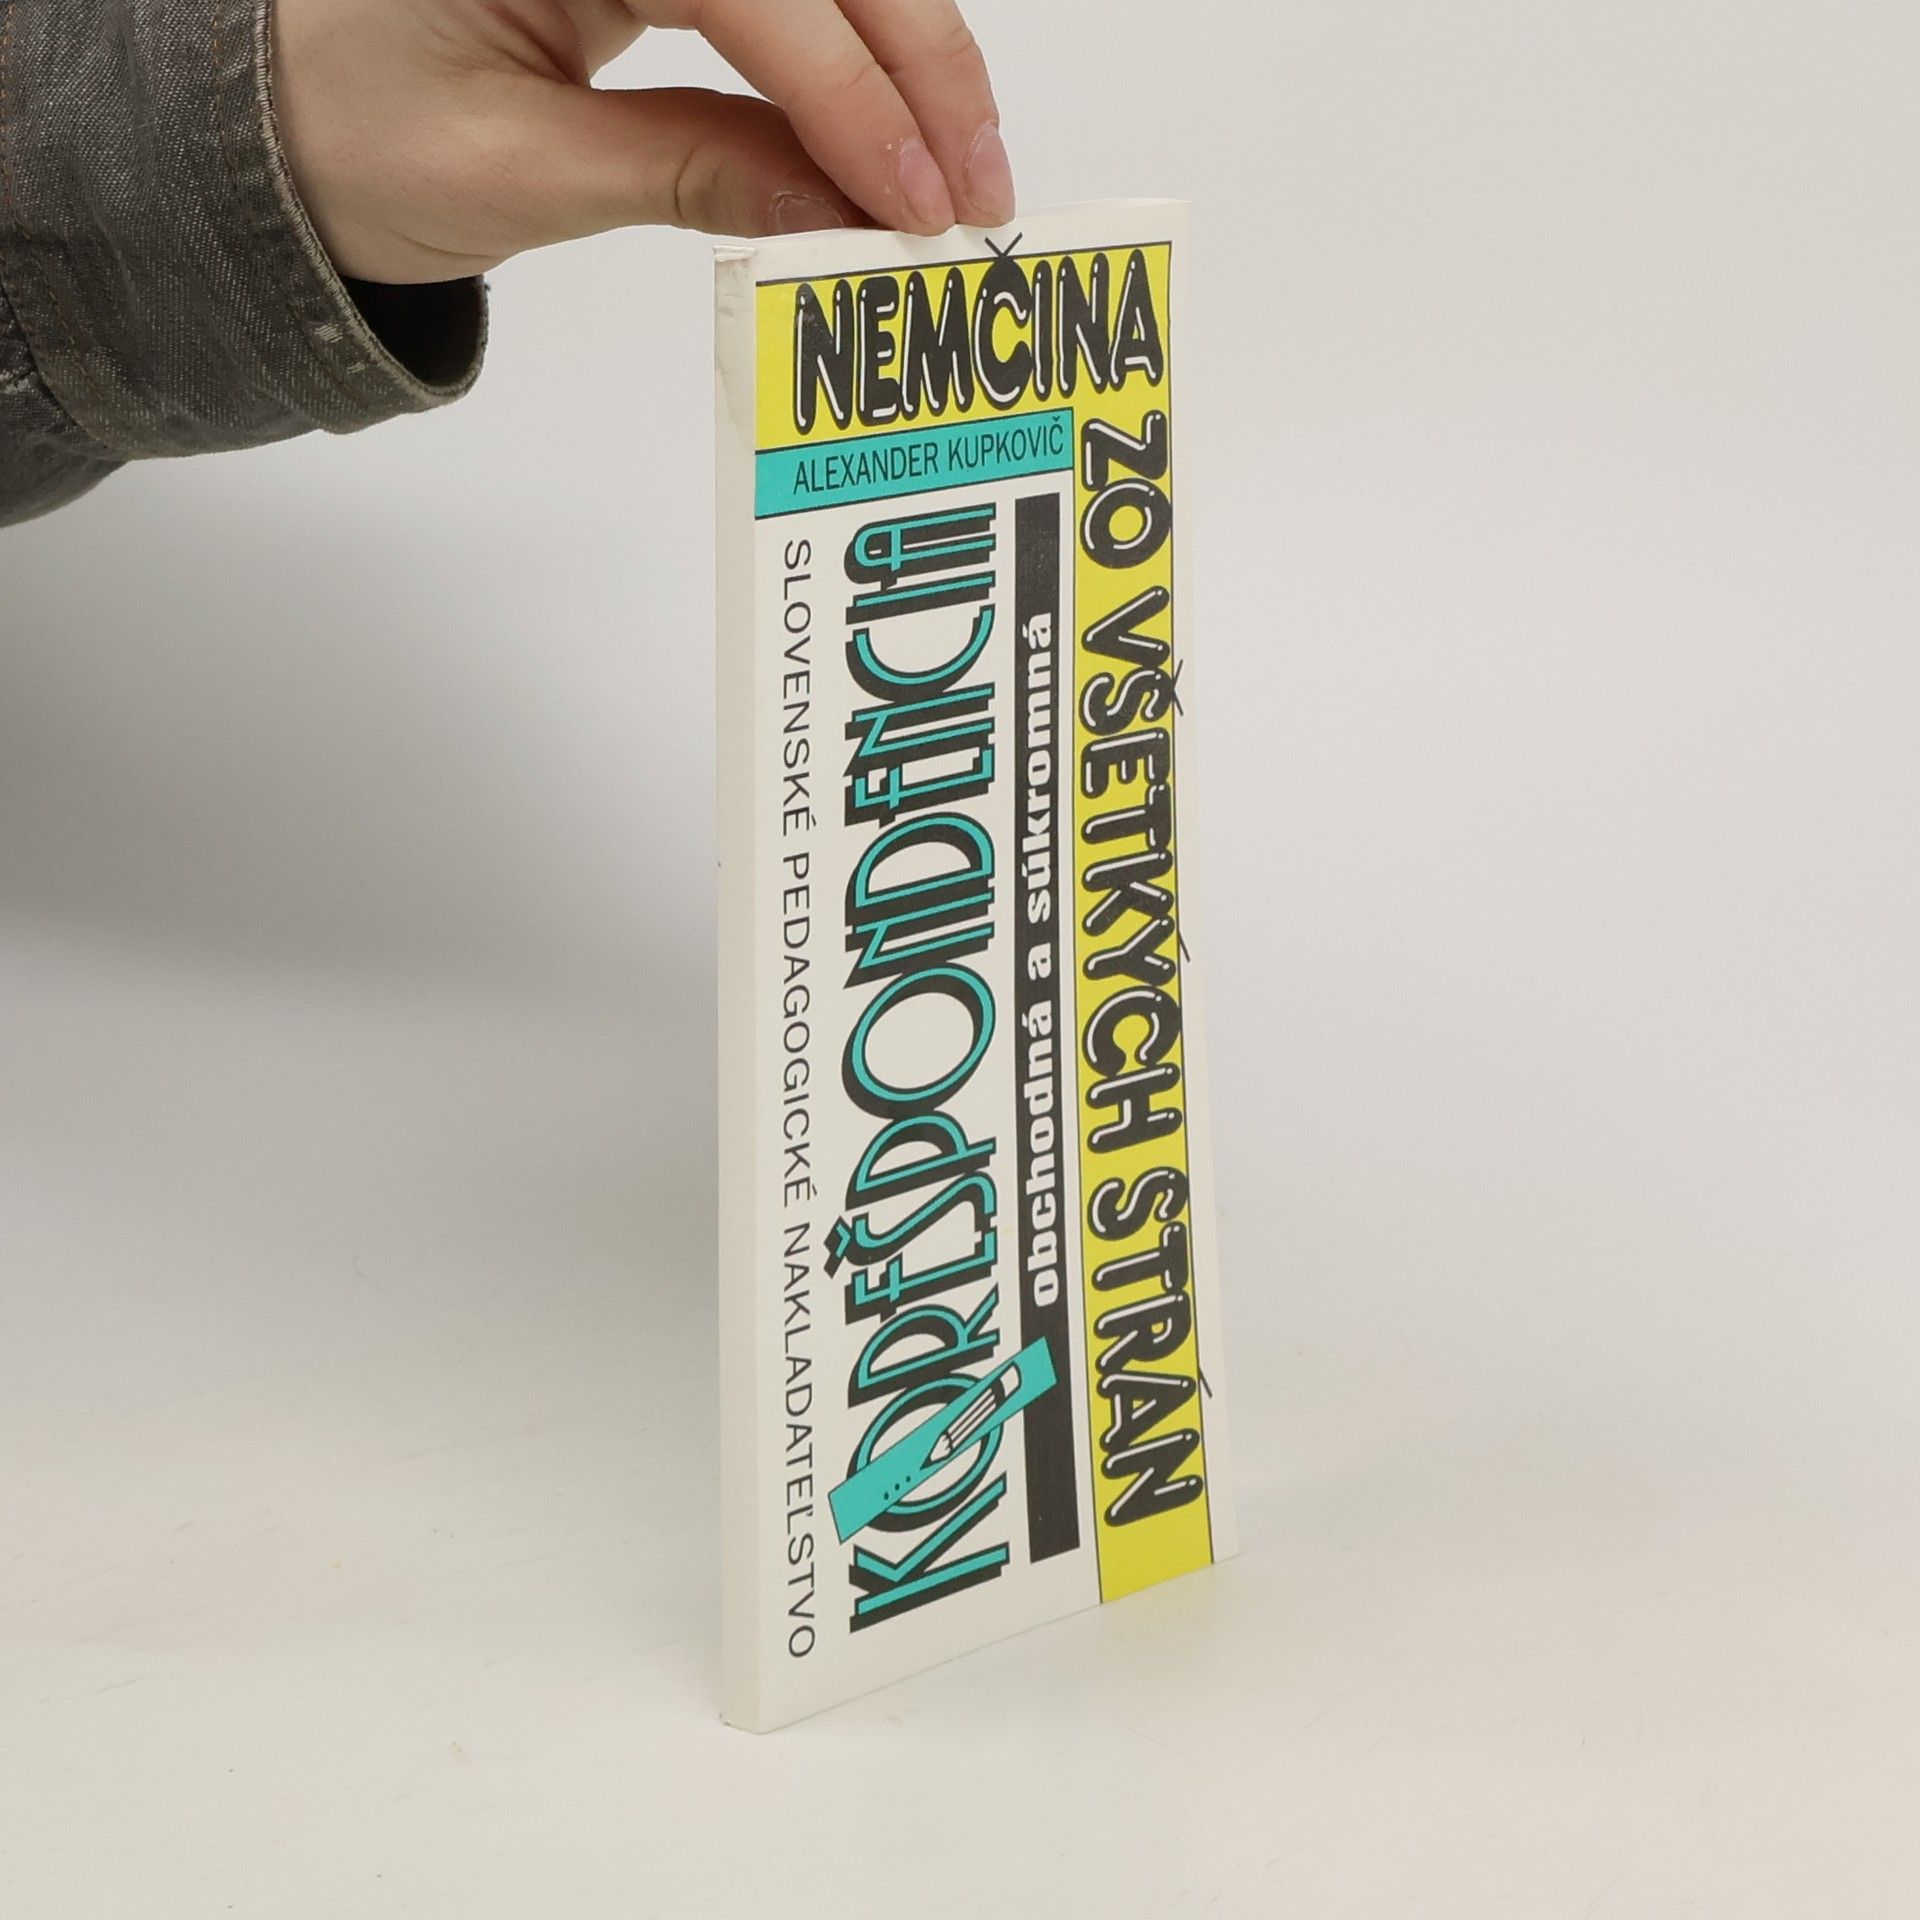 NEMČINA
ZO VŠETKÝCH STRÁN
ALEXANDER KUPKOVIČ
KOREŠPONDENCIA
obchodná a súkromná
SLOVENSKÉ PEDAGOGICKÉ NAKLADATEĽSTVO